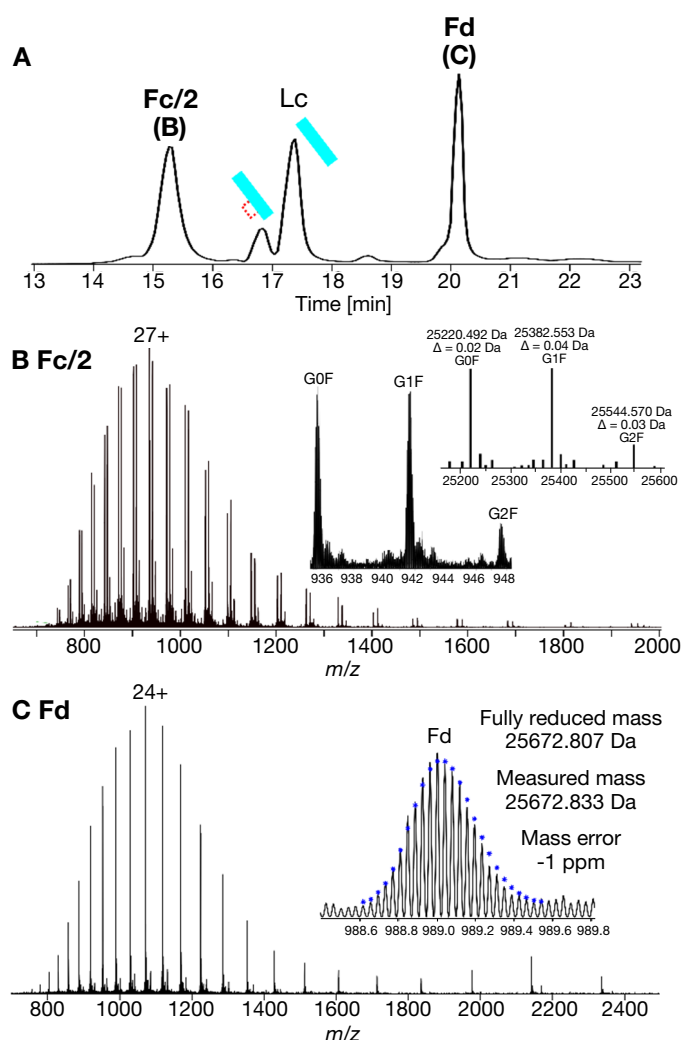 A
Fc/2
(B)
Lc
Fd
(C)
13 14 15 16 17 18 19 20 21 22 23
Time [min]
B Fc/2
27+
G0F
G1F
G2F
936 938 940 942 944 946 948
25220.492 Da
Δ = 0.02 Da
G0F
25382.553 Da
Δ = 0.04 Da
G1F
25544.570 Da
Δ = 0.03 Da
G2F
25200 25300 25400 25500 25600
800 1000 1200 1400 1600 1800 2000
m/z
C Fd
24+
Fd
Fully reduced mass
25672.807 Da
Measured mass
25672.833 Da
Mass error
-1 ppm
988.6 988.8 989.0 989.2 989.4 989.6 989.8
800 1000 1200 1400 1600 1800 2000 2200 2400
m/z